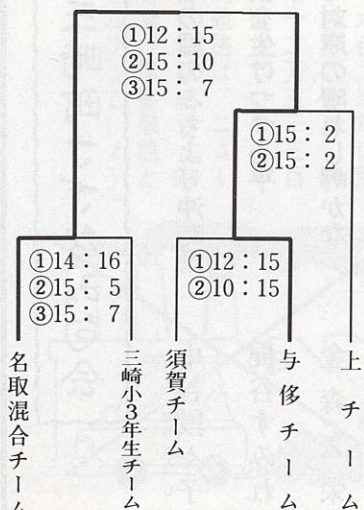 ①12：15
②15：10
③15： 7
①15： 2
②15： 2
①14：16
②15： 5
③15： 7
①12：15
②10：15
名取混合チーム
三崎小3年生チーム
須賀チーム
与侈チーム
上チーム